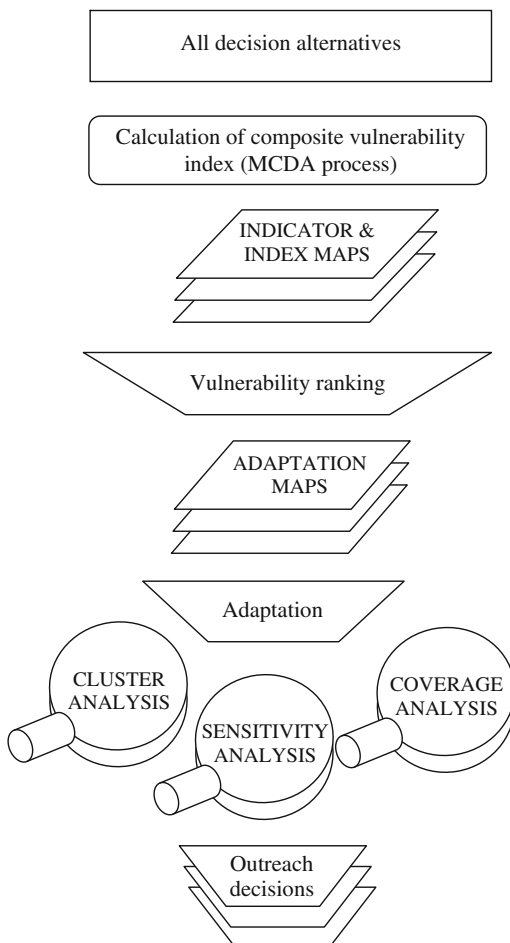 All decision alternatives
Calculation of composite vulnerability
index (MCDA process)
INDICATOR &
INDEX MAPS
Vulnerability ranking
ADAPTATION
MAPS
Adaptation
CLUSTER
ANALYSIS
SENSITIVITY
ANALYSIS
COVERAGE
ANALYSIS
Outreach
decisions